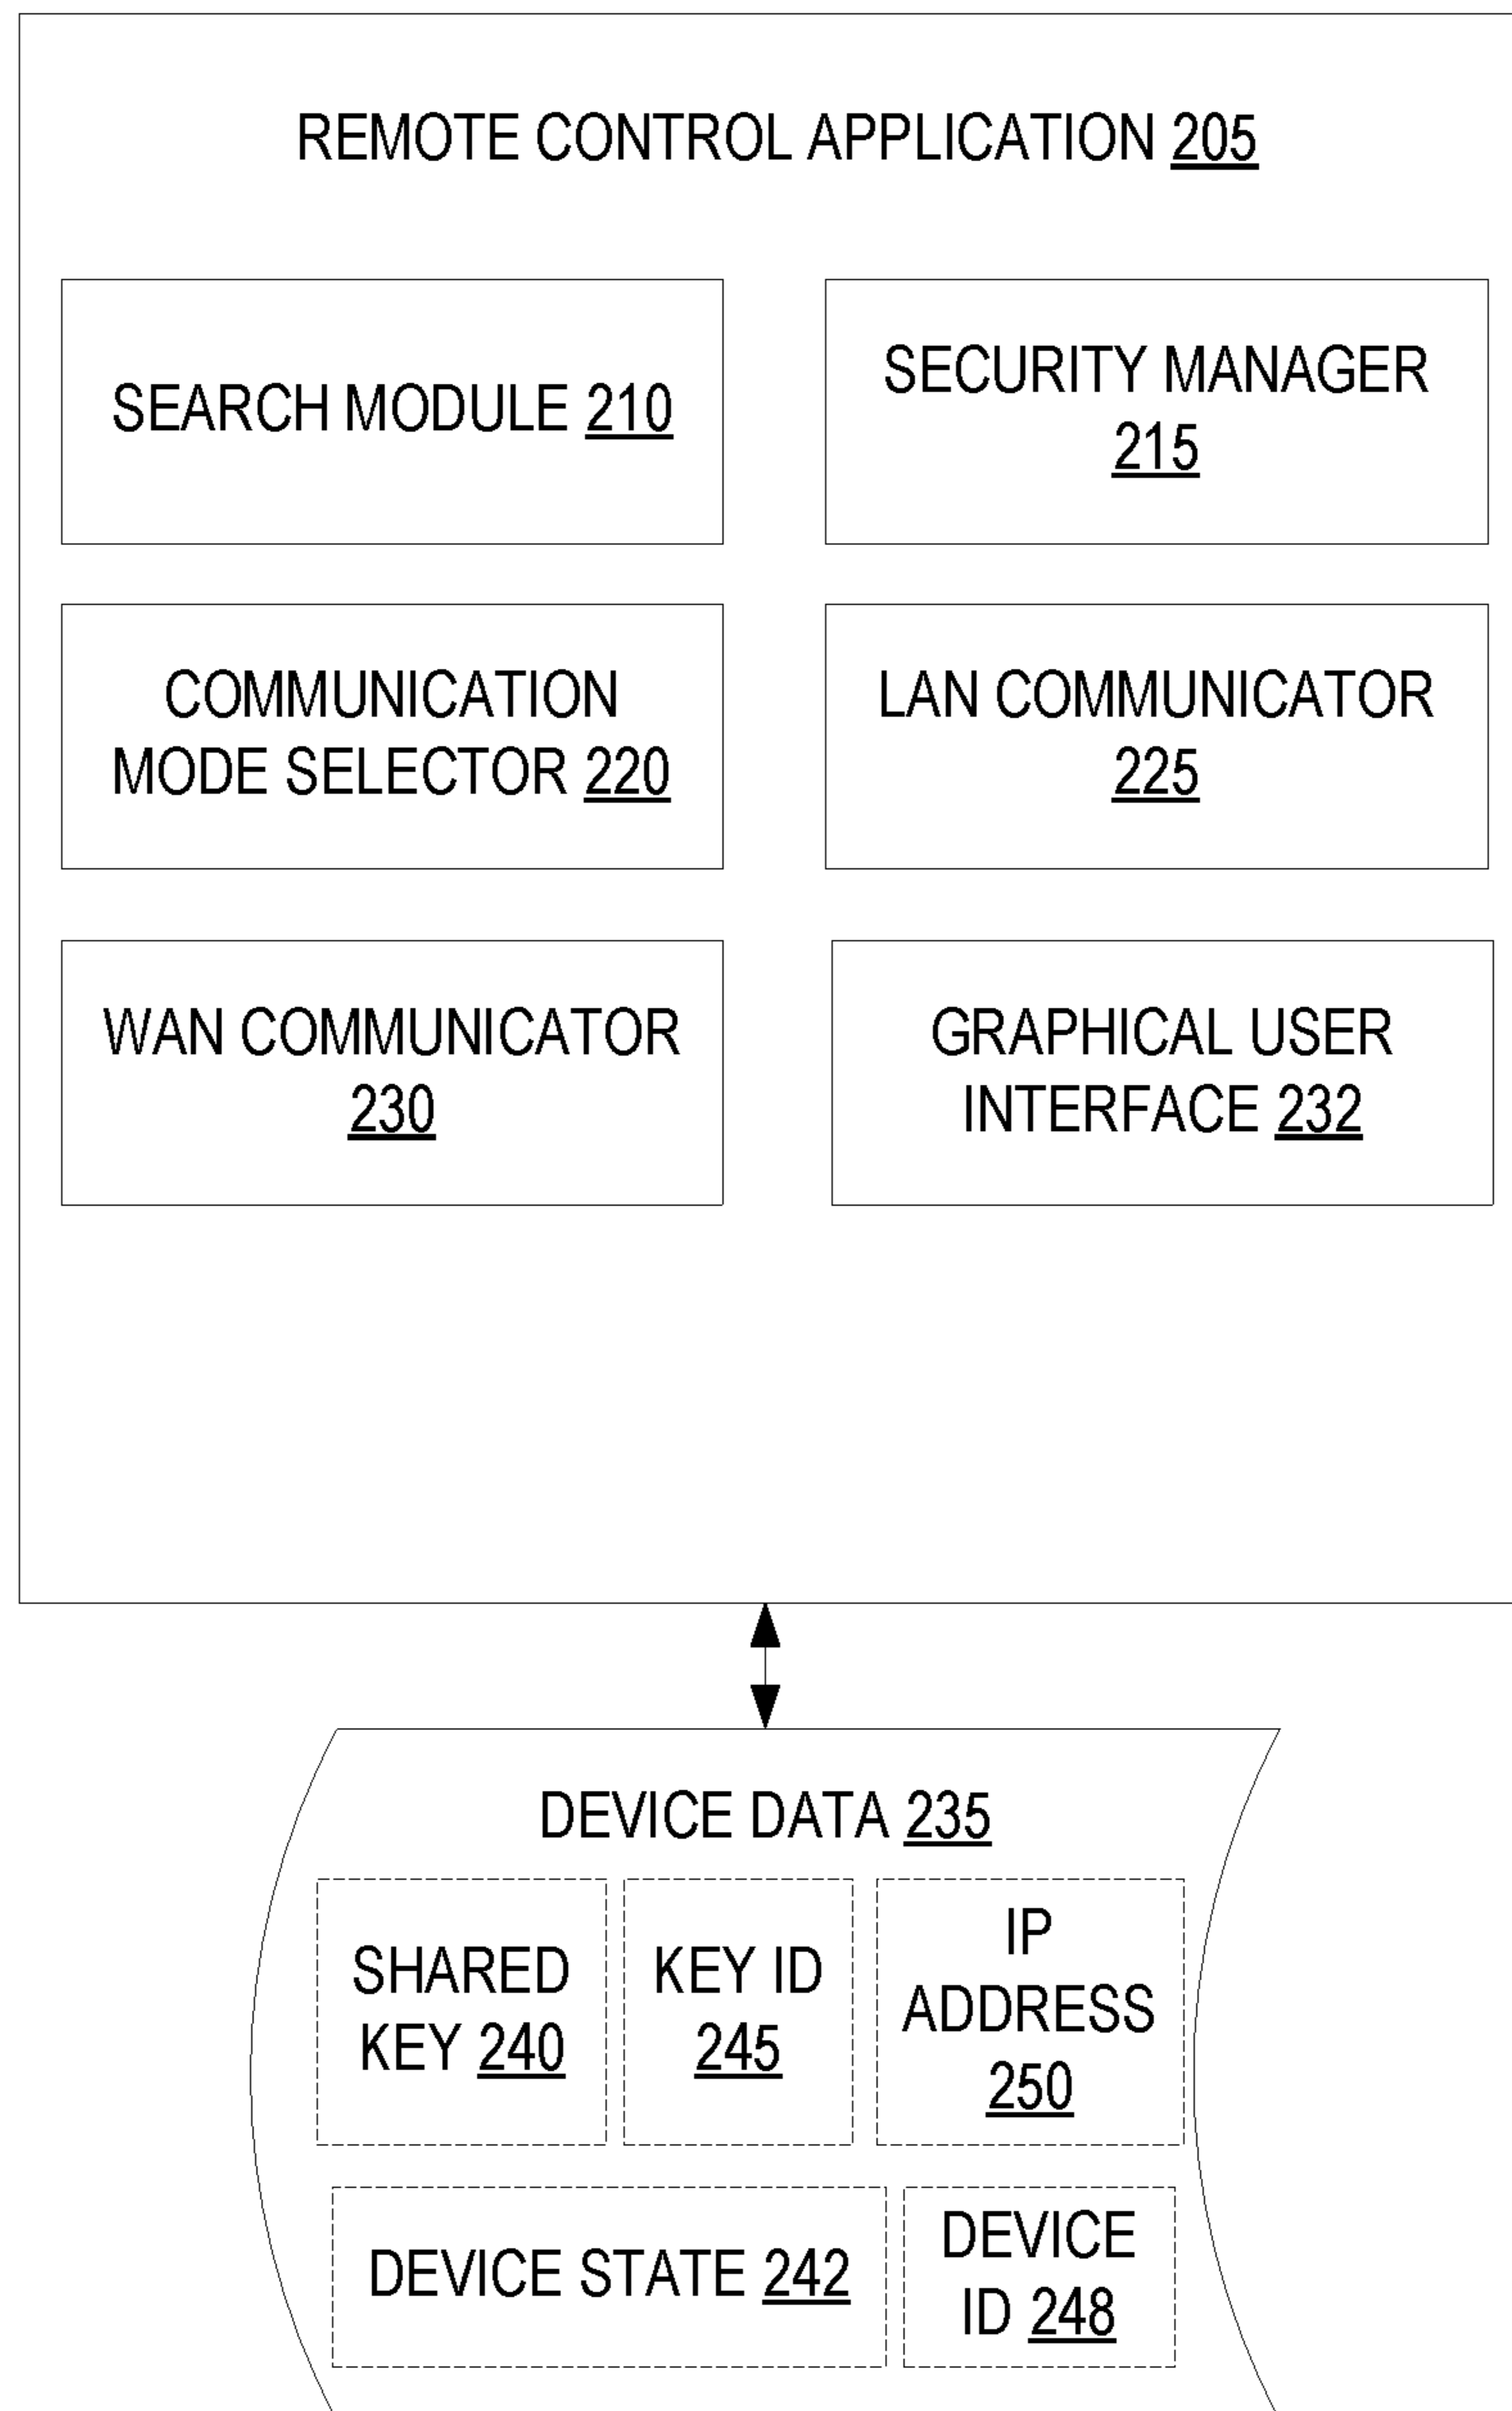 REMOTE CONTROL APPLICATION 205
SEARCH MODULE 210
SECURITY MANAGER
215
COMMUNICATION
MODE SELECTOR 220
LAN COMMUNICATOR
225
WAN COMMUNICATOR
230
GRAPHICAL USER
INTERFACE 232
DEVICE DATA 235
SHARED
KEY 240
KEY ID
245
IP
ADDRESS
250
DEVICE STATE 242
DEVICE
ID 248